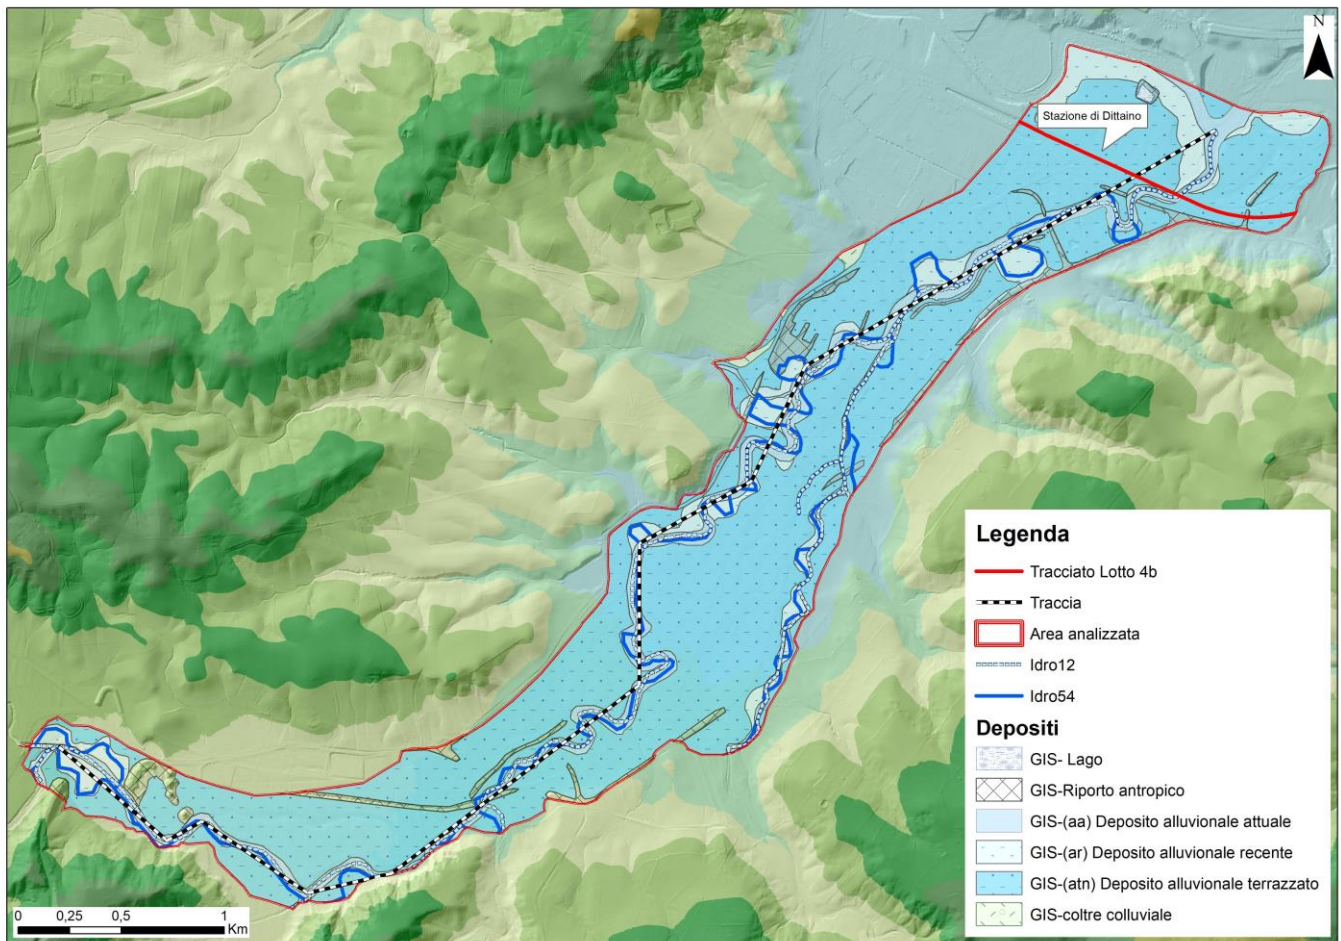 N
Stazione di Dittaino
Legenda
Tracciato Lotto 4b
Traccia
Area analizzata
Idro12
Idro54
Depositi
GIS- Lago
GIS-Riporto antropico
GIS-(aa) Deposito alluvionale attuale
GIS-(ar) Deposito alluvionale recente
GIS-(atn) Deposito alluvionale terrazzato
GIS-coltre colluviale
0 0,25 0,5 1
Km